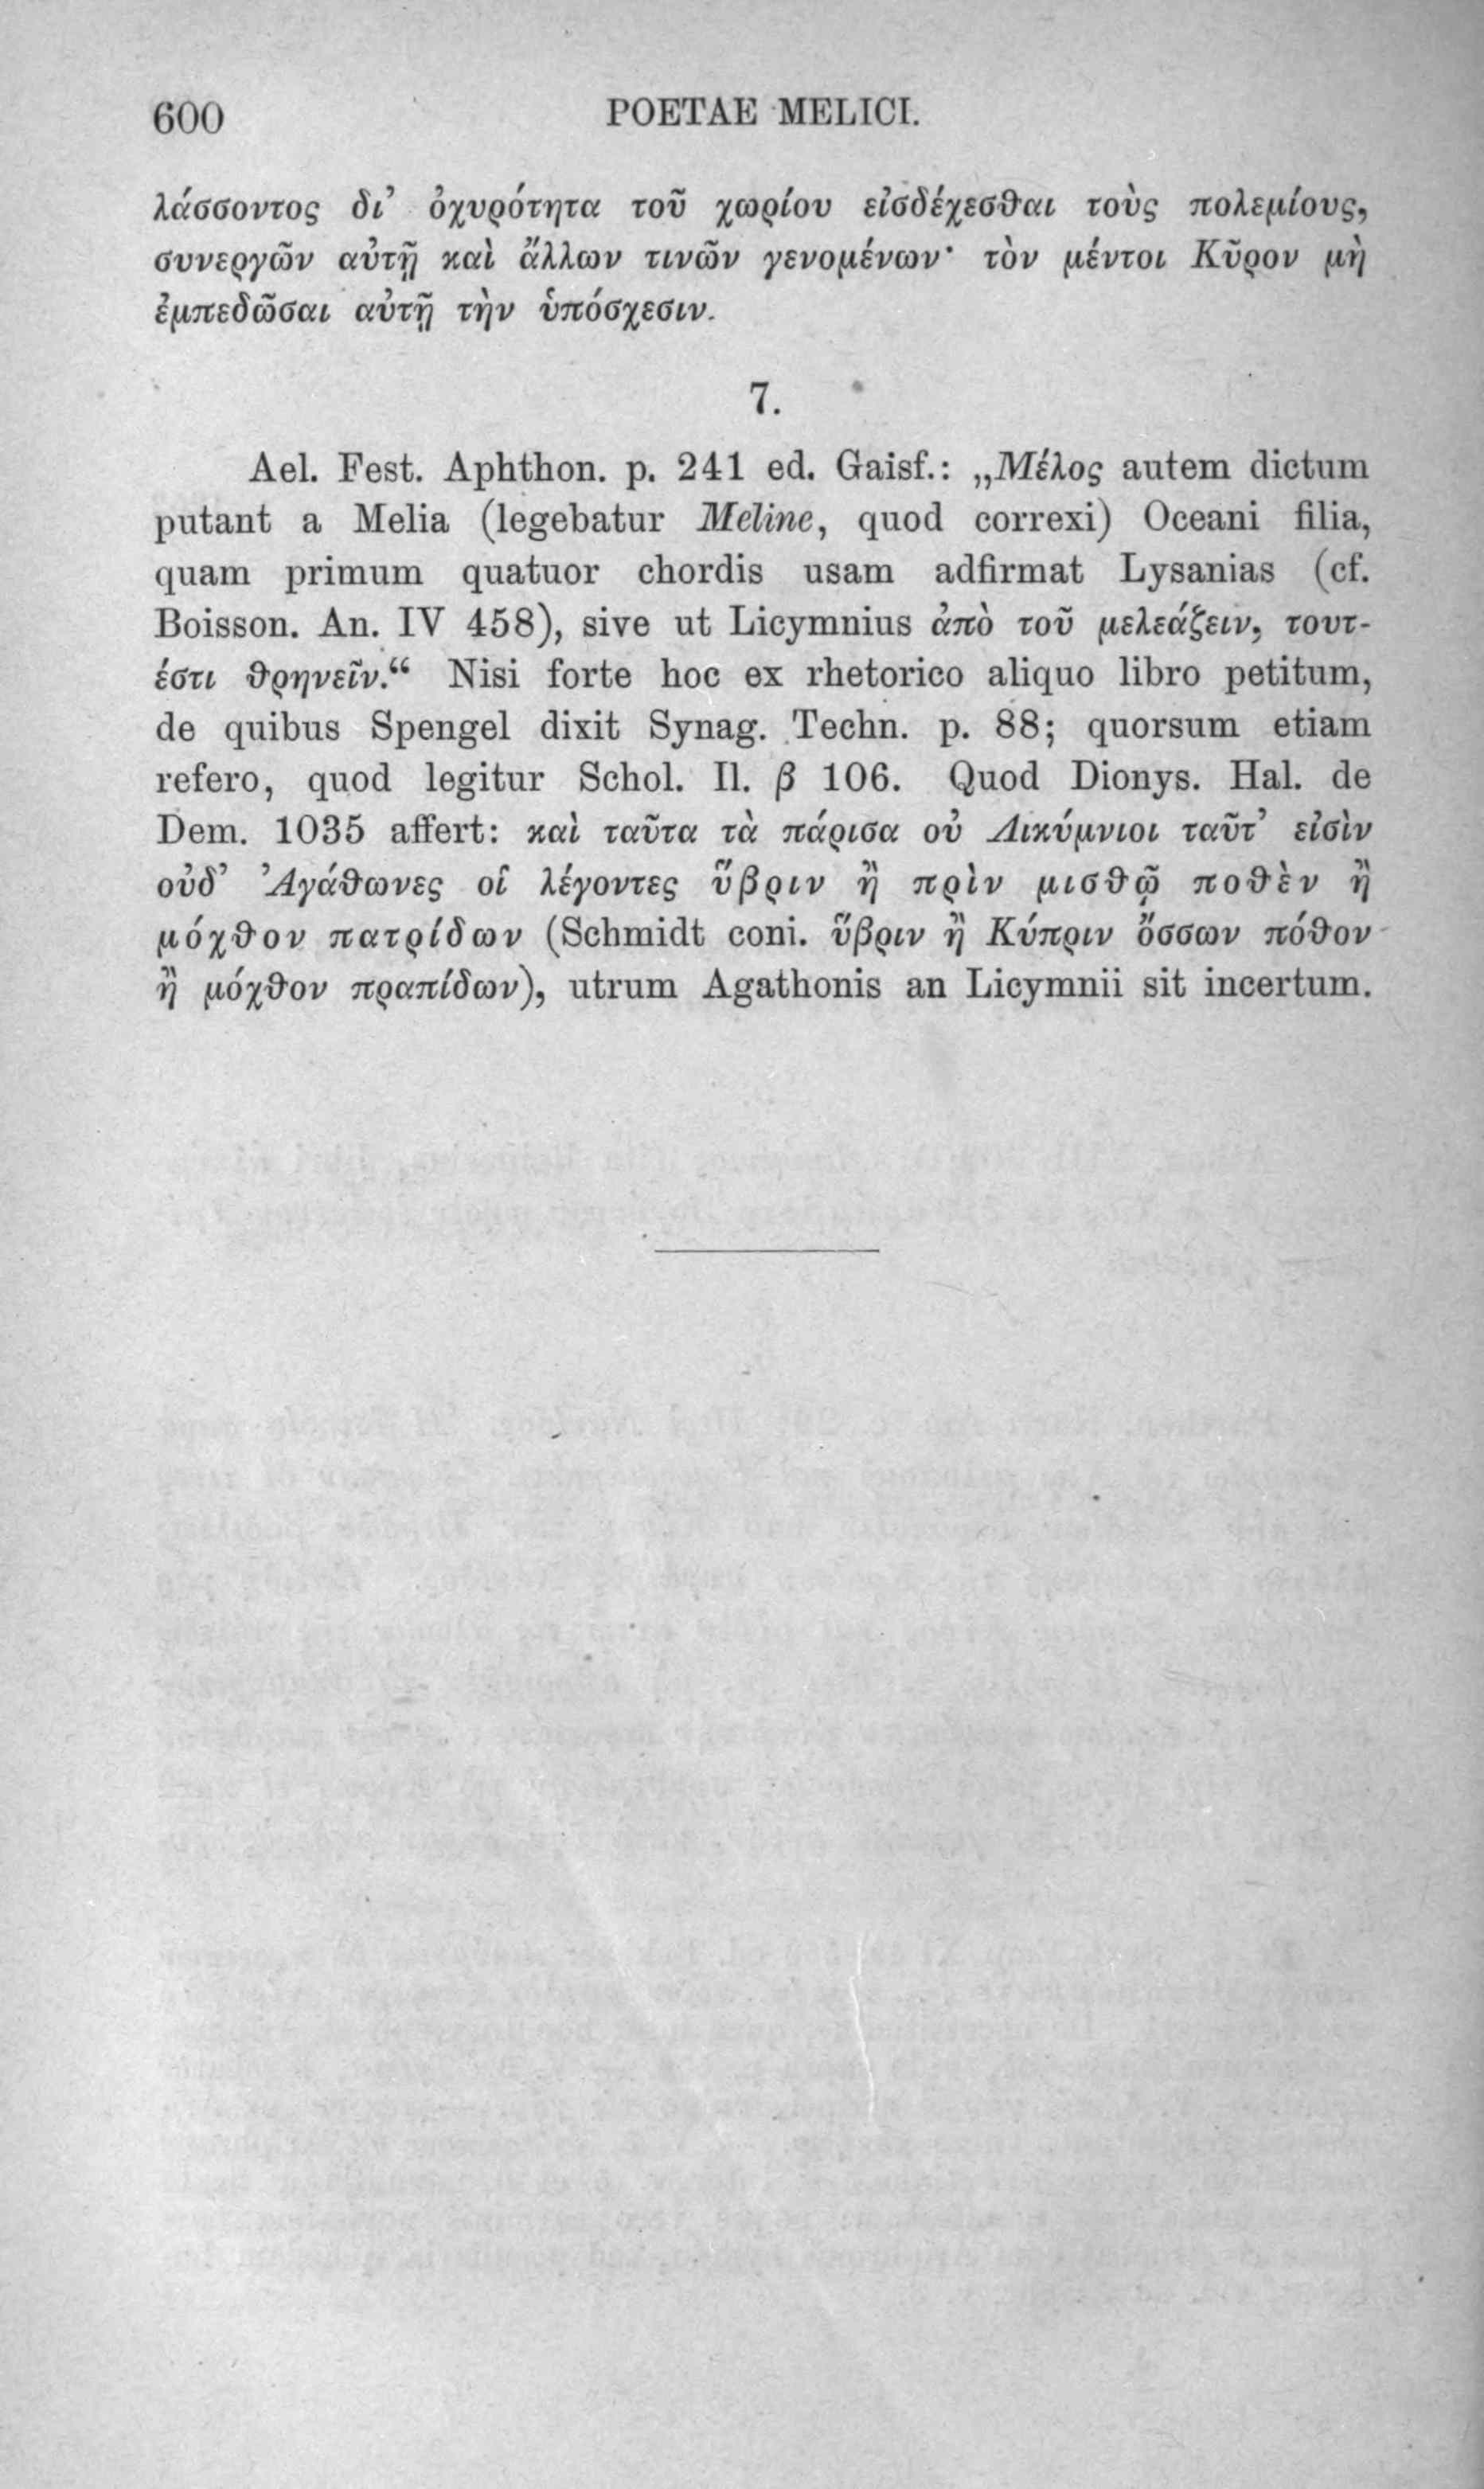 600 POETAE MELICI.
λάσσοντος δι’ ὀχυρότητα τοῦ χωρίου εἰσδέχεσθαι τοὺς πολεμίους,
συνεργῶν αὐτῇ καὶ ἄλλων τινῶν γενομένων· τὸν μέντοι Κῦρον μὴ
ἐμπεδῶσαι αὐτῇ τὴν ὑπόσχεσιν.
7.
Ael. Fest. Aphthon. p. 241 ed. Gaisf.: „Μέλος autem dictum
putant a Melia (legebatur Meline, quod correxi) Oceani filia,
quam primum quatuor chordis usam adfirmat Lysanias (cf.
Boisson. An. IV 458), sive ut Licymnius ἀπὸ τοῦ μελεάζειν, τουτ-
έστι θρηνεῖν.“ Nisi forte hoc ex rhetorico aliquo libro petitum,
de quibus Spengel dixit Synag. Techn. p. 88; quorsum etiam
refero, quod legitur Schol. Il. β 106. Quod Dionys. Hal. de
Dem. 1035 affert: καὶ ταῦτα τὰ πάρισα οὐ Λικύμνιοι ταῦτ’ εἰσὶν
οὐδ’ Ἀγάθωνες οἱ λέγοντες ὕβριν ἢ πρὶν μισθῷ ποθὲν ἢ
μόχθον πατρίδων (Schmidt coni. ὕβριν ἢ Κύπριν ὄσσων πόθον
ἢ μόχθον πραπίδων), utrum Agathonis an Licymnii sit incertum.